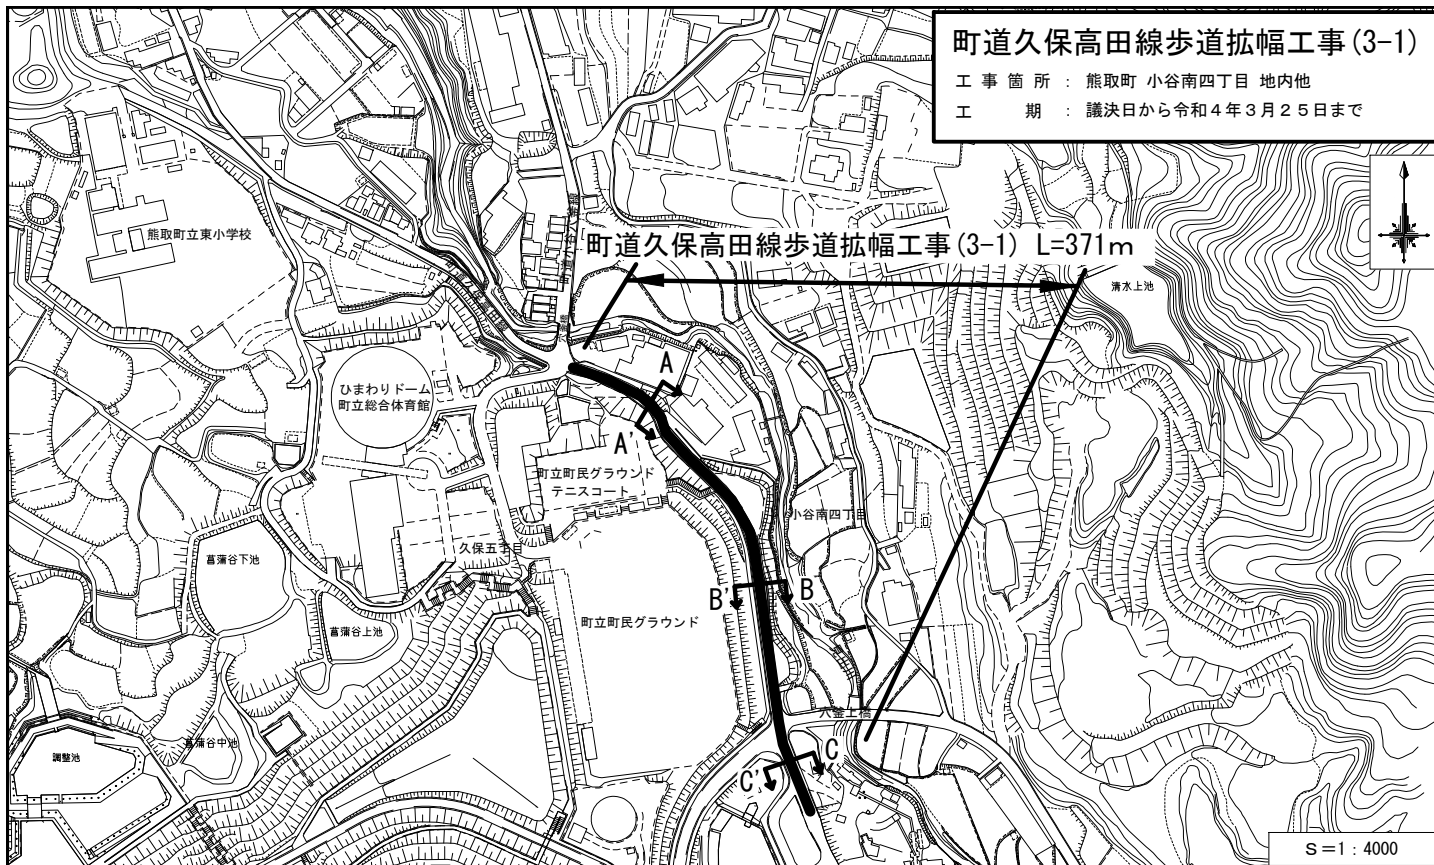 町道久保高田線歩道拡幅工事(3-1)
工事箇所 : 熊取町 小谷南四丁目 地内他
工 期 : 議決日から令和4年3月25日まで
町道久保高田線歩道拡幅工事(3-1) L=371m
熊取町立東小学校
清水上池
ひまわりドーム
町立総合体育館
A
A'
町立町民グラウンド
テニスコート
小谷南四丁目
久保五丁目
菖蒲谷下池
B'
B
菖蒲谷上池
町立町民グラウンド
穴釜上橋
菖蒲谷中池
調整池
C
C'
S=1:4000